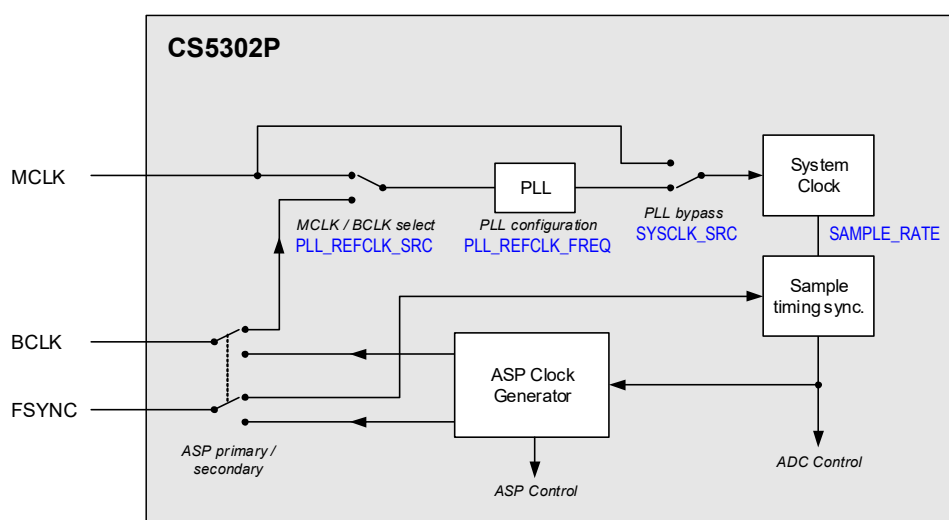 CS5302P
MCLK
PLL
System
Clock
MCLK / BCLK select
PLL_REFCLK_SRC
PLL configuration
PLL_REFCLK_FREQ
PLL bypass
SYSCLK_SRC
SAMPLE_RATE
Sample
timing sync.
BCLK
ASP Clock
Generator
FSYNC
ASP primary /
secondary
ASP Control
ADC Control